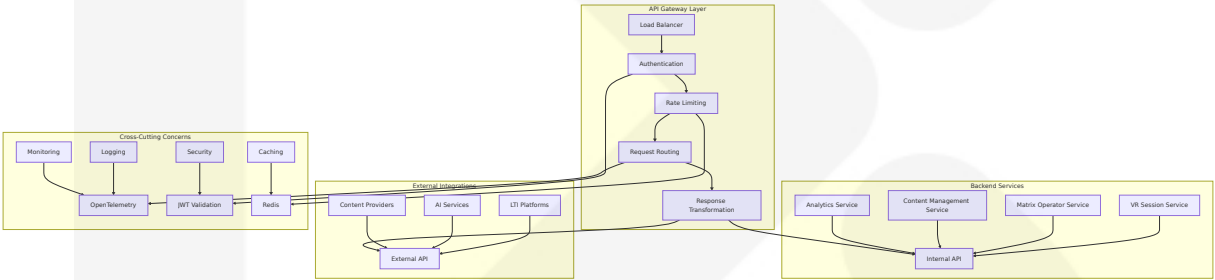 API Gateway Layer
Load Balancer
Authentication
Rate Limiting
Request Routing
Response
Transformation
Cross-Cutting Concerns
Monitoring
Logging
Security
Caching
OpenTelemetry
JWT Validation
Redis
External Integrations
Content Providers
AI Services
LTI Platforms
External API
Backend Services
Analytics Service
Content Management
Service
Matrix Operator Service
VR Session Service
Internal API